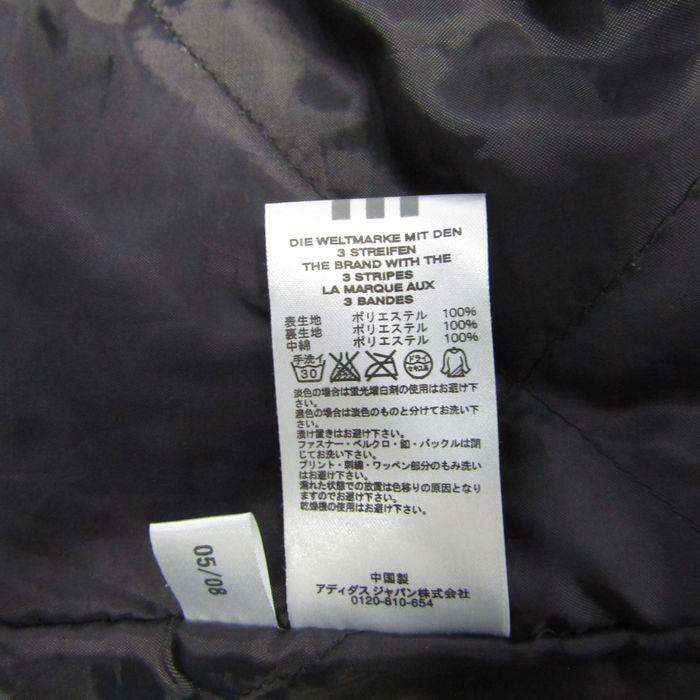 DIE WELTMARKE MIT DEN
3 STREIFEN
THE BRAND WITH THE
3 STRIPES
LA MARQUE AUX
3 BANDES
表生地 ポリエステル 100%
裏生地 ポリエステル 100%
中綿 ポリエステル 100%
手洗イ
30
ドライ
セキユ系
淡色の場合は蛍光増白剤の使用はお避け下さい。
濃色の場合は淡色のものと分けてお洗い下さい。
漬け置きはお避け下さい。
ファスナー・ベルクロ・釦・バックルは閉じてお洗い下さい。
プリント・刺繍・ワッペン部分のもみ洗いはお避け下さい。
濡れた状態での放置は色移りの原因となりますのでお避け下さい。
乾燥機の使用はお避け下さい。
中国製
アディダス ジャパン株式会社
0120-810-654
05/08